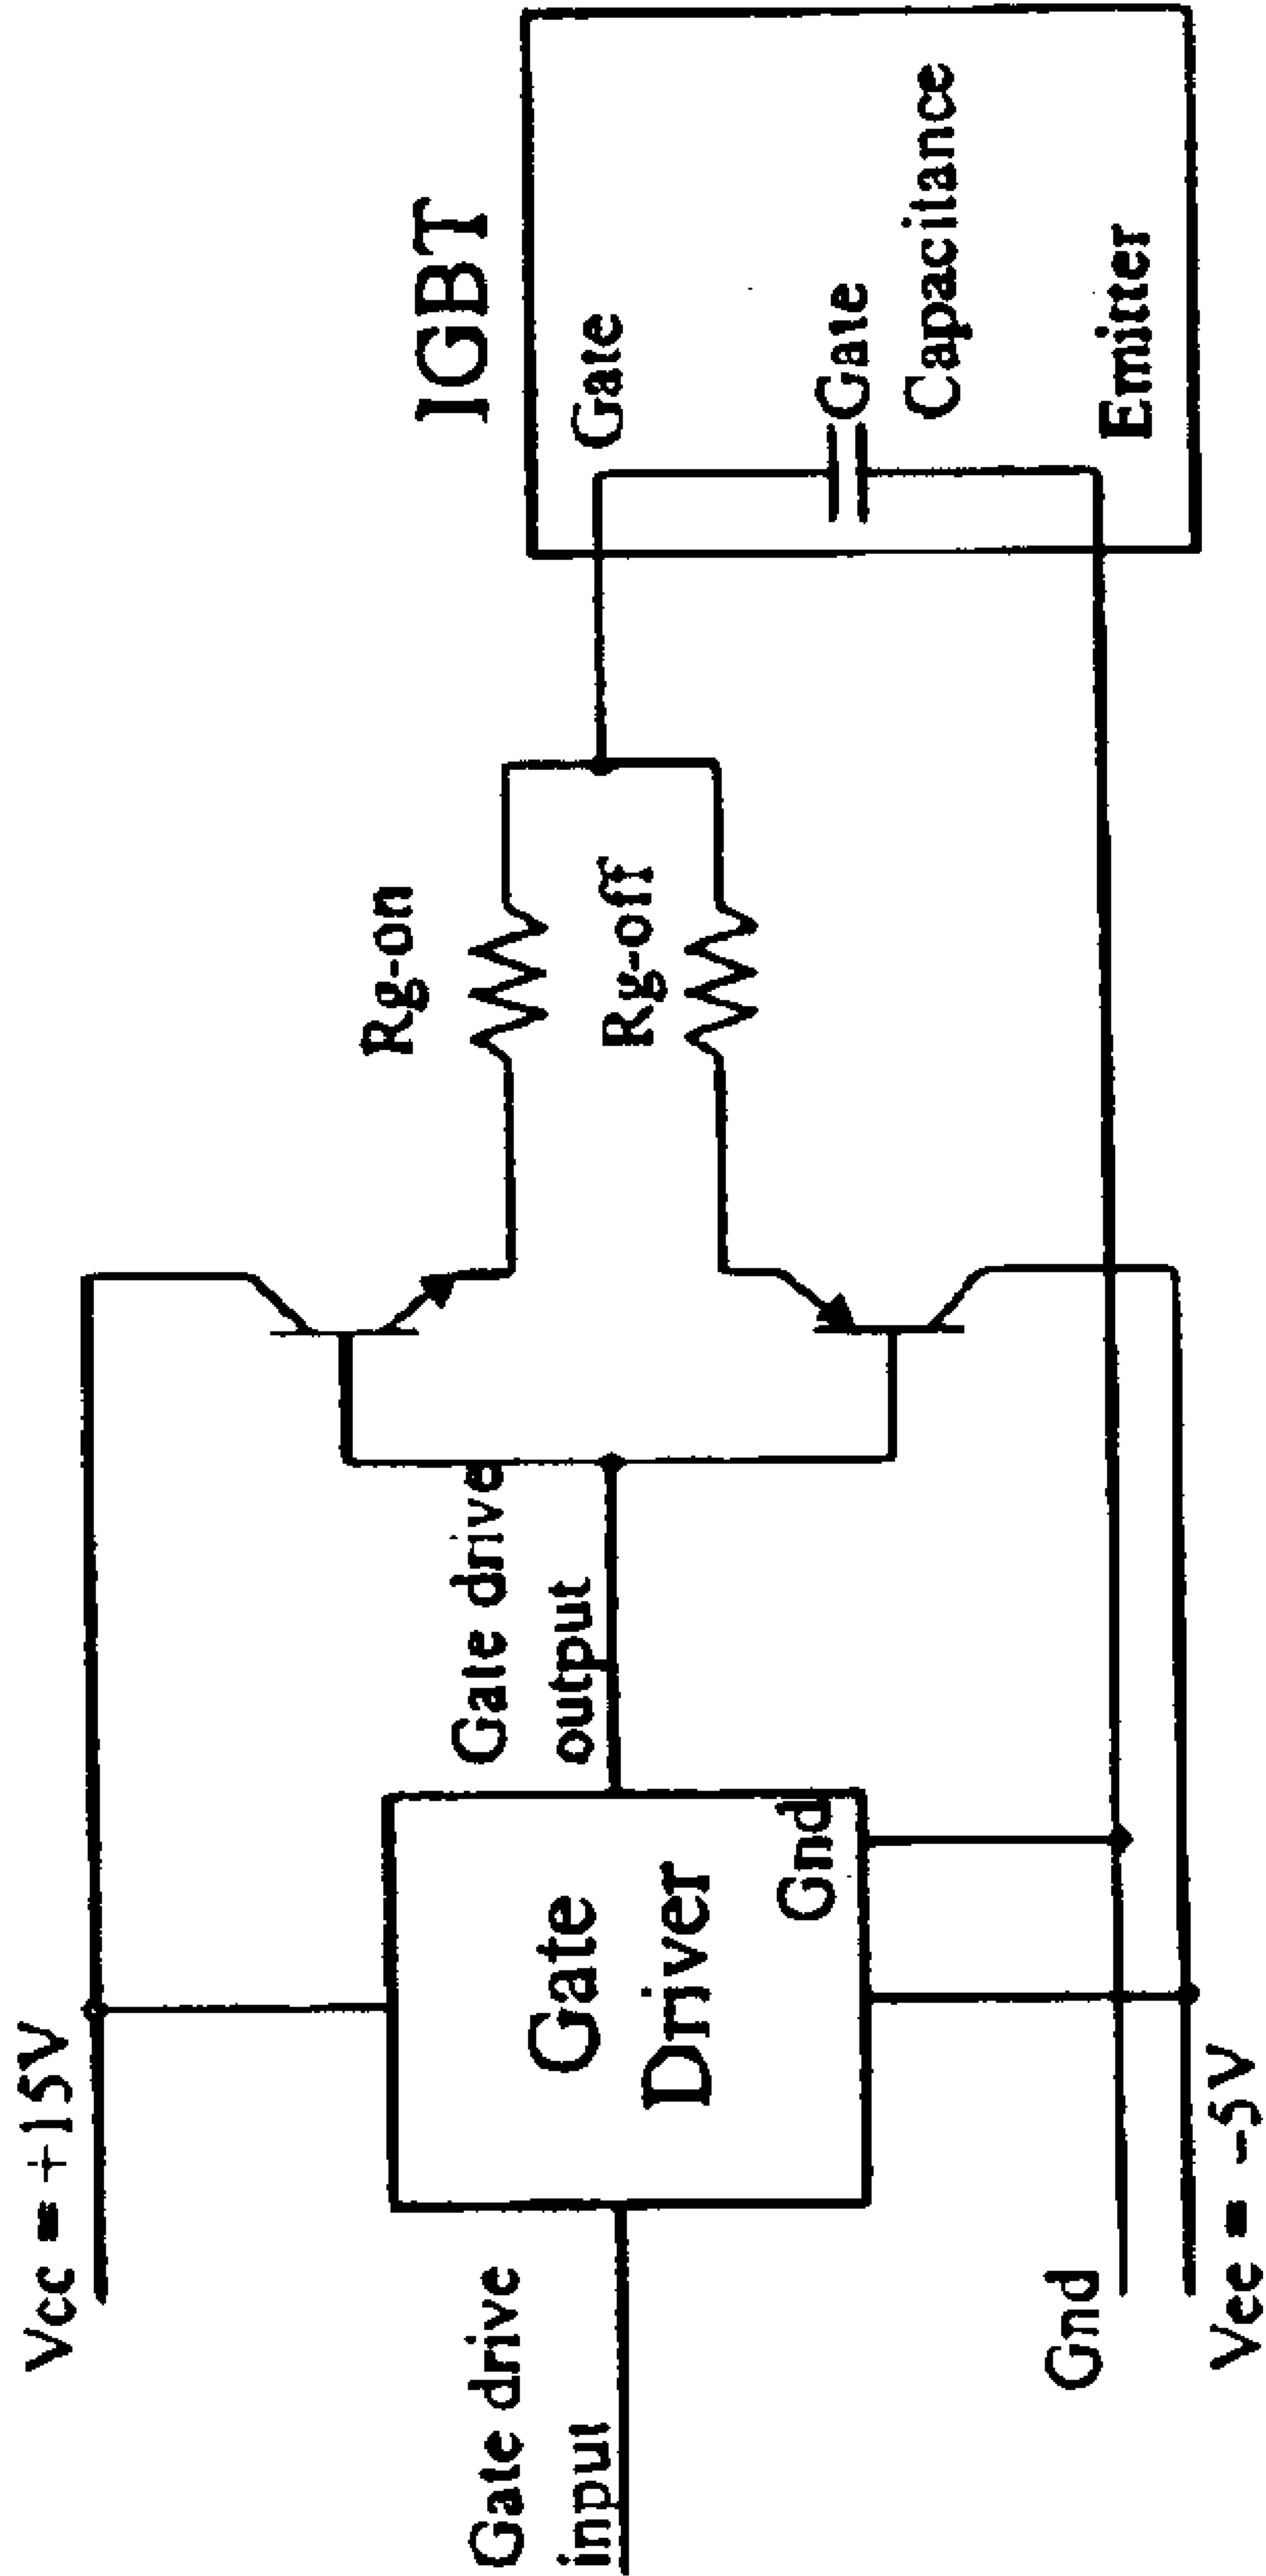 Vcc = +15V
Gate drive
input
Gate
Driver
Gnd
Gate drive
output
Gnd
Vee = -5V
Rg-on
Rg-off
IGBT
Gate
Gate
Capacitance
Emitter